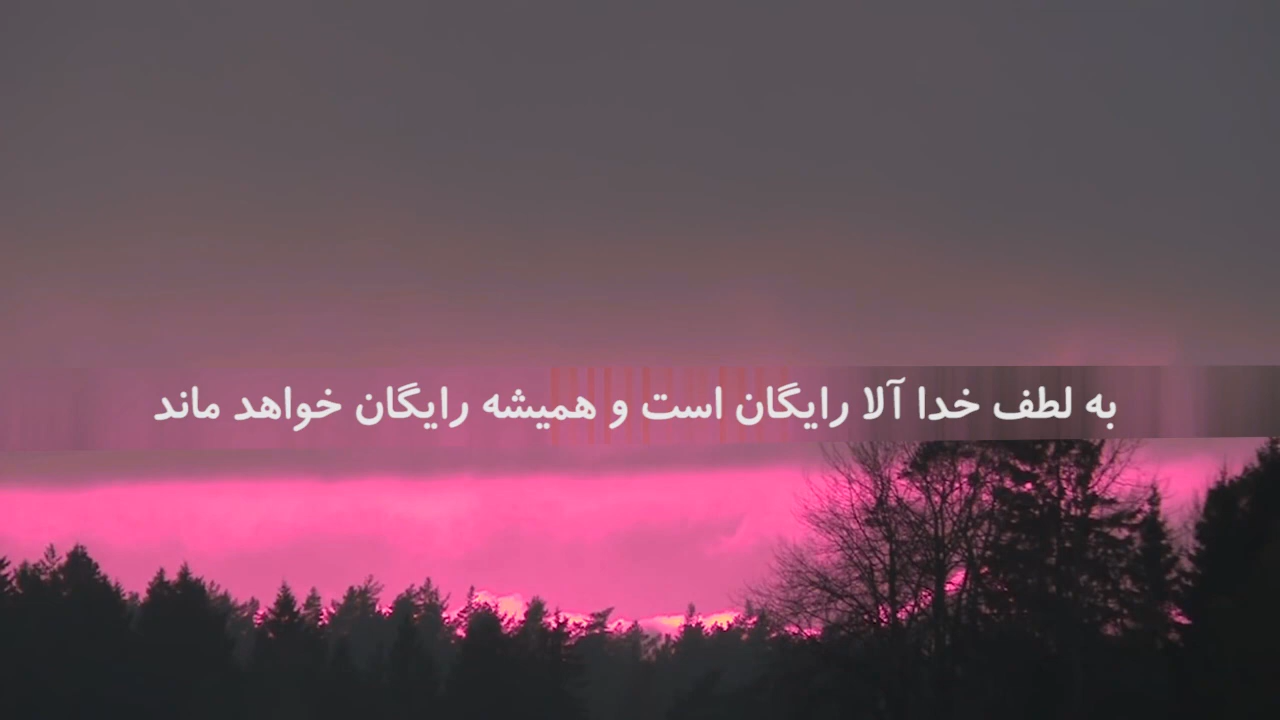 به لطف خدا آلا رایگان است و همیشه رایگان خواهد ماند